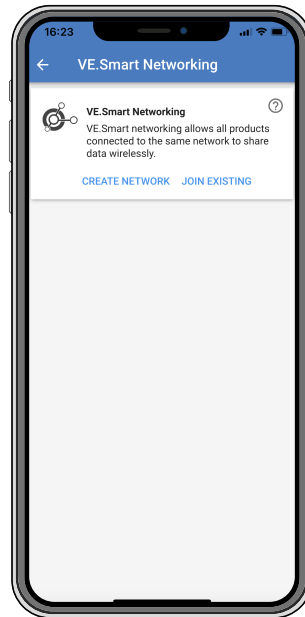 16:23
VE.Smart Networking
VE.Smart Networking
VE.Smart networking allows all products
connected to the same network to share
data wirelessly.
CREATE NETWORK JOIN EXISTING